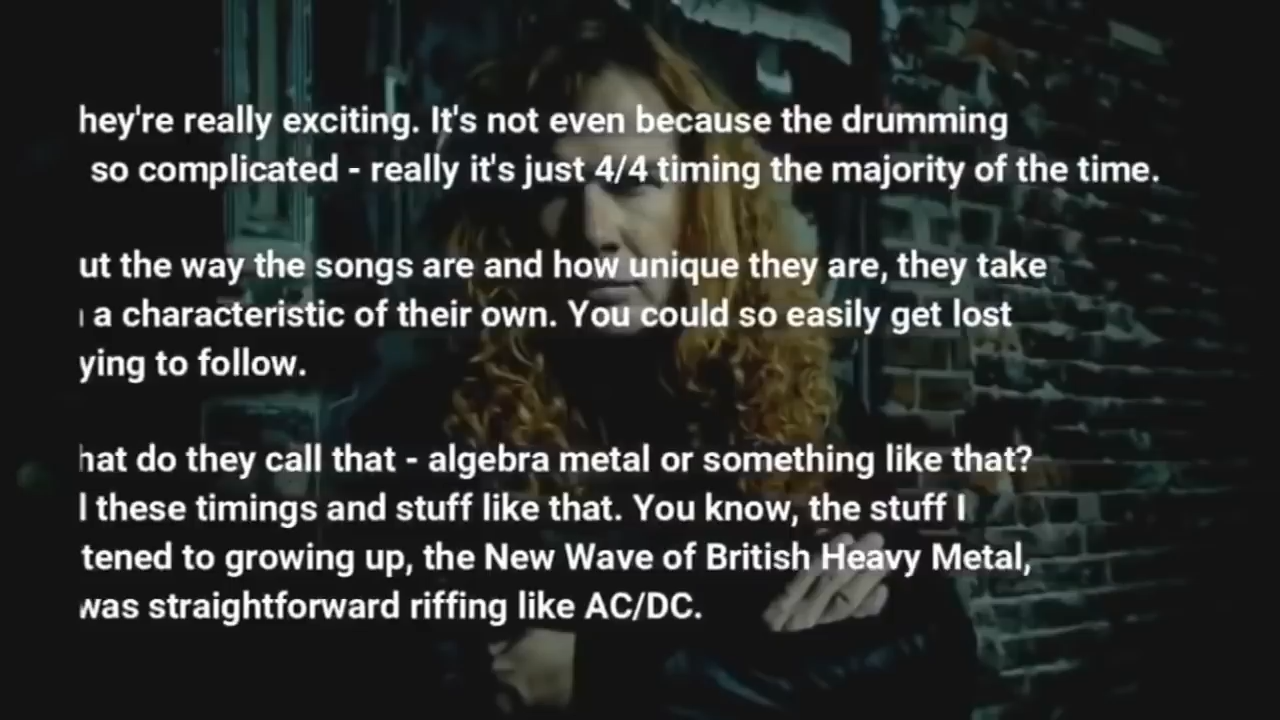 hey're really exciting. It's not even because the drumming
so complicated - really it's just 4/4 timing the majority of the time.
ut the way the songs are and how unique they are, they take
a characteristic of their own. You could so easily get lost
ying to follow.
hat do they call that - algebra metal or something like that?
l these timings and stuff like that. You know, the stuff I
tened to growing up, the New Wave of British Heavy Metal,
was straightforward riffing like AC/DC.